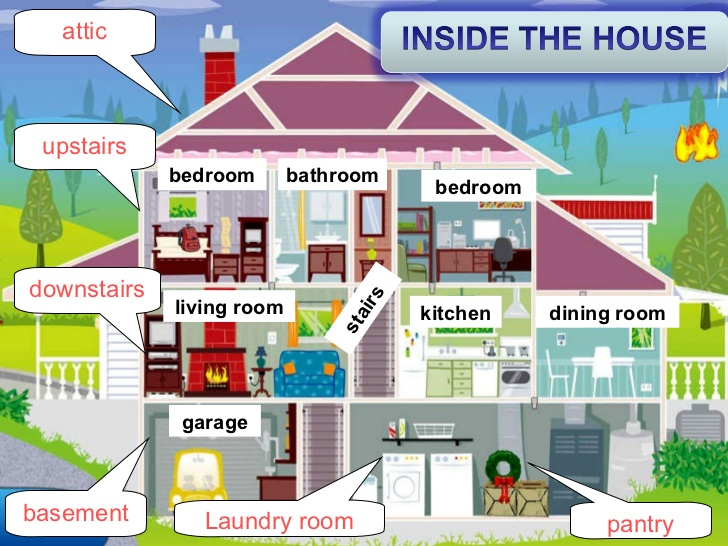 attic
INSIDE THE HOUSE
upstairs
bedroom
bathroom
bedroom
downstairs
living room
stairs
kitchen
dining room
garage
basement
Laundry room
pantry